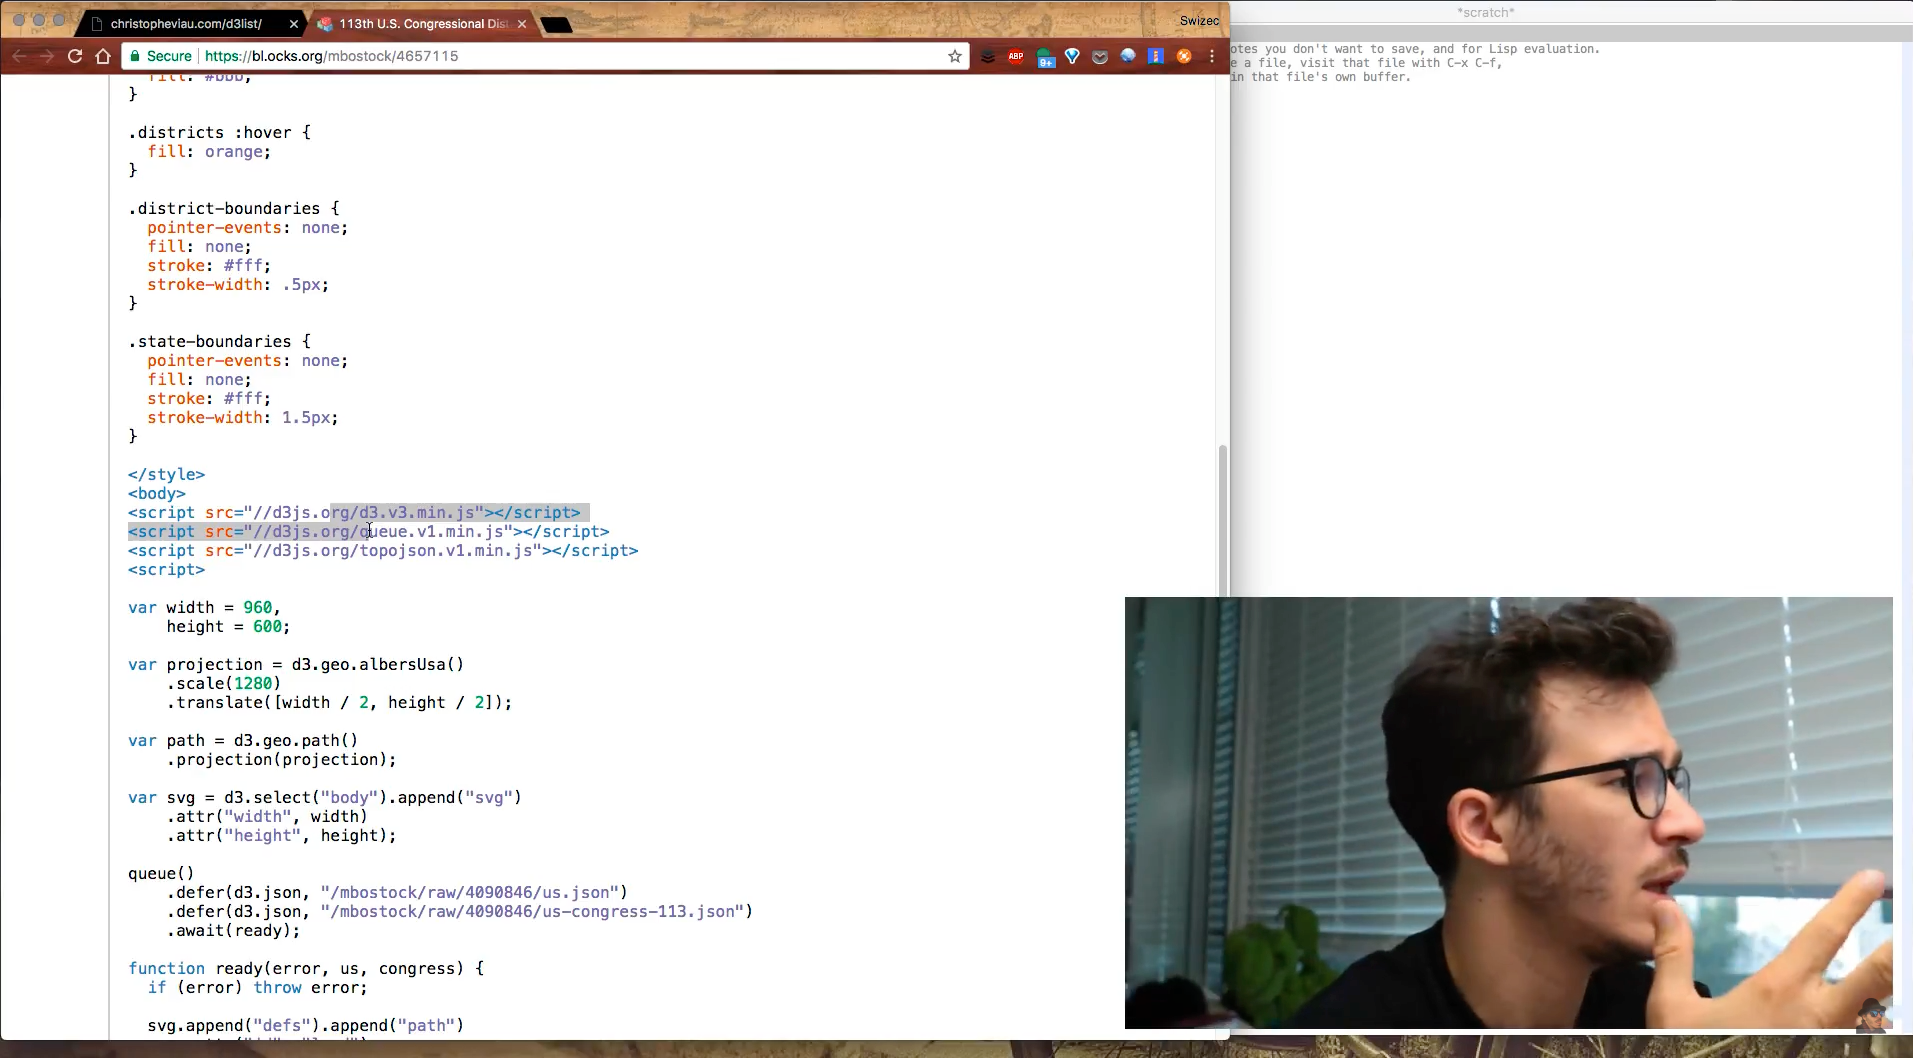 christopheviau.com/d3list/
113th U.S. Congressional Dis
Swizec
*scratch*
Secure
https://bl.ocks.org/mbostock/4657115
ABP
9+
otes you don't want to save, and for Lisp evaluation.
e a file, visit that file with C-x C-f,
in that file's own buffer.
fill: #bbb;
}
.districts :hover {
fill: orange;
}
.district-boundaries {
pointer-events: none;
fill: none;
stroke: #fff;
stroke-width: .5px;
}
.state-boundaries {
pointer-events: none;
fill: none;
stroke: #fff;
stroke-width: 1.5px;
}
</style>
<body>
<script src="//d3js.org/d3.v3.min.js"></script>
<script src="//d3js.org/queue.v1.min.js"></script>
<script src="//d3js.org/topojson.v1.min.js"></script>
<script>
var width = 960,
height = 600;
var projection = d3.geo.albersUsa()
.scale(1280)
.translate([width / 2, height / 2]);
var path = d3.geo.path()
.projection(projection);
var svg = d3.select("body").append("svg")
.attr("width", width)
.attr("height", height);
queue()
.defer(d3.json, "/mbostock/raw/4090846/us.json")
.defer(d3.json, "/mbostock/raw/4090846/us-congress-113.json")
.await(ready);
function ready(error, us, congress) {
if (error) throw error;
svg.append("defs").append("path")